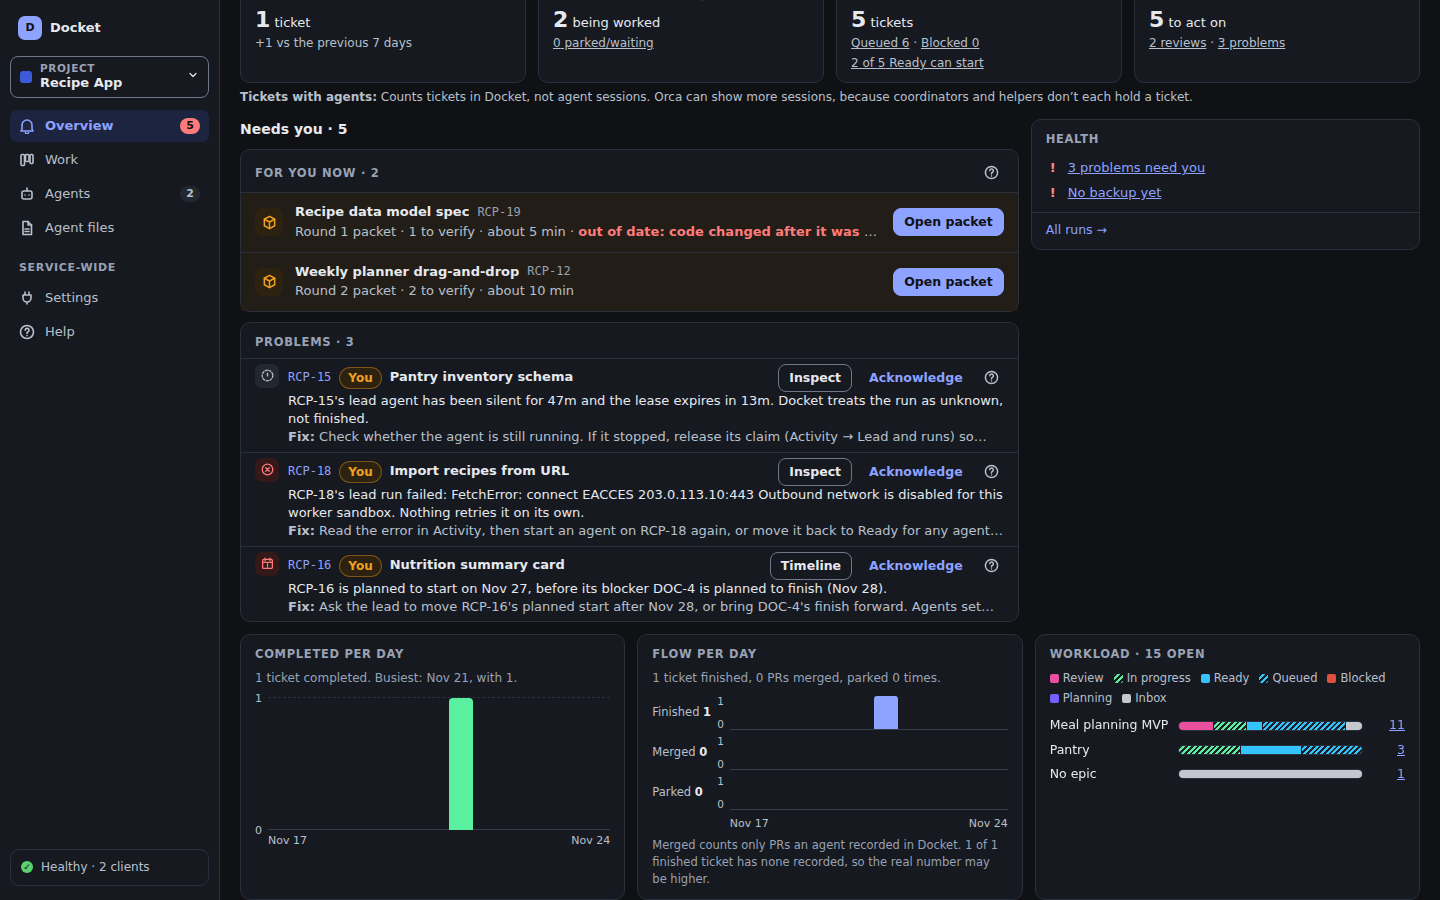 D Docket
PROJECT
Recipe App
Overview 5
Work
Agents 2
Agent files
SERVICE-WIDE
Settings
Help
Healthy · 2 clients
1 ticket
+1 vs the previous 7 days
2 being worked
0 parked/waiting
5 tickets
Queued 6 · Blocked 0
2 of 5 Ready can start
5 to act on
2 reviews · 3 problems
Tickets with agents: Counts tickets in Docket, not agent sessions. Orca can show more sessions, because coordinators and helpers don’t each hold a ticket.
Needs you · 5
FOR YOU NOW · 2
Recipe data model spec RCP-19
Round 1 packet · 1 to verify · about 5 min · out of date: code changed after it was …
Open packet
Weekly planner drag-and-drop RCP-12
Round 2 packet · 2 to verify · about 10 min
Open packet
PROBLEMS · 3
RCP-15 You Pantry inventory schema Inspect Acknowledge
RCP-15's lead agent has been silent for 47m and the lease expires in 13m. Docket treats the run as unknown,
not finished.
Fix: Check whether the agent is still running. If it stopped, release its claim (Activity → Lead and runs) so…
RCP-18 You Import recipes from URL Inspect Acknowledge
RCP-18's lead run failed: FetchError: connect EACCES 203.0.113.10:443 Outbound network is disabled for this
worker sandbox. Nothing retries it on its own.
Fix: Read the error in Activity, then start an agent on RCP-18 again, or move it back to Ready for any agent…
RCP-16 You Nutrition summary card Timeline Acknowledge
RCP-16 is planned to start on Nov 27, before its blocker DOC-4 is planned to finish (Nov 28).
Fix: Ask the lead to move RCP-16's planned start after Nov 28, or bring DOC-4's finish forward. Agents set…
HEALTH
! 3 problems need you
! No backup yet
All runs →
COMPLETED PER DAY
1 ticket completed. Busiest: Nov 21, with 1.
1
0
Nov 17 Nov 24
FLOW PER DAY
1 ticket finished, 0 PRs merged, parked 0 times.
Finished 1 1
0
Merged 0 1
0
Parked 0 1
0
Nov 17 Nov 24
Merged counts only PRs an agent recorded in Docket. 1 of 1
finished ticket has none recorded, so the real number may
be higher.
WORKLOAD · 15 OPEN
Review In progress Ready Queued Blocked
Planning Inbox
Meal planning MVP 11
Pantry 3
No epic 1